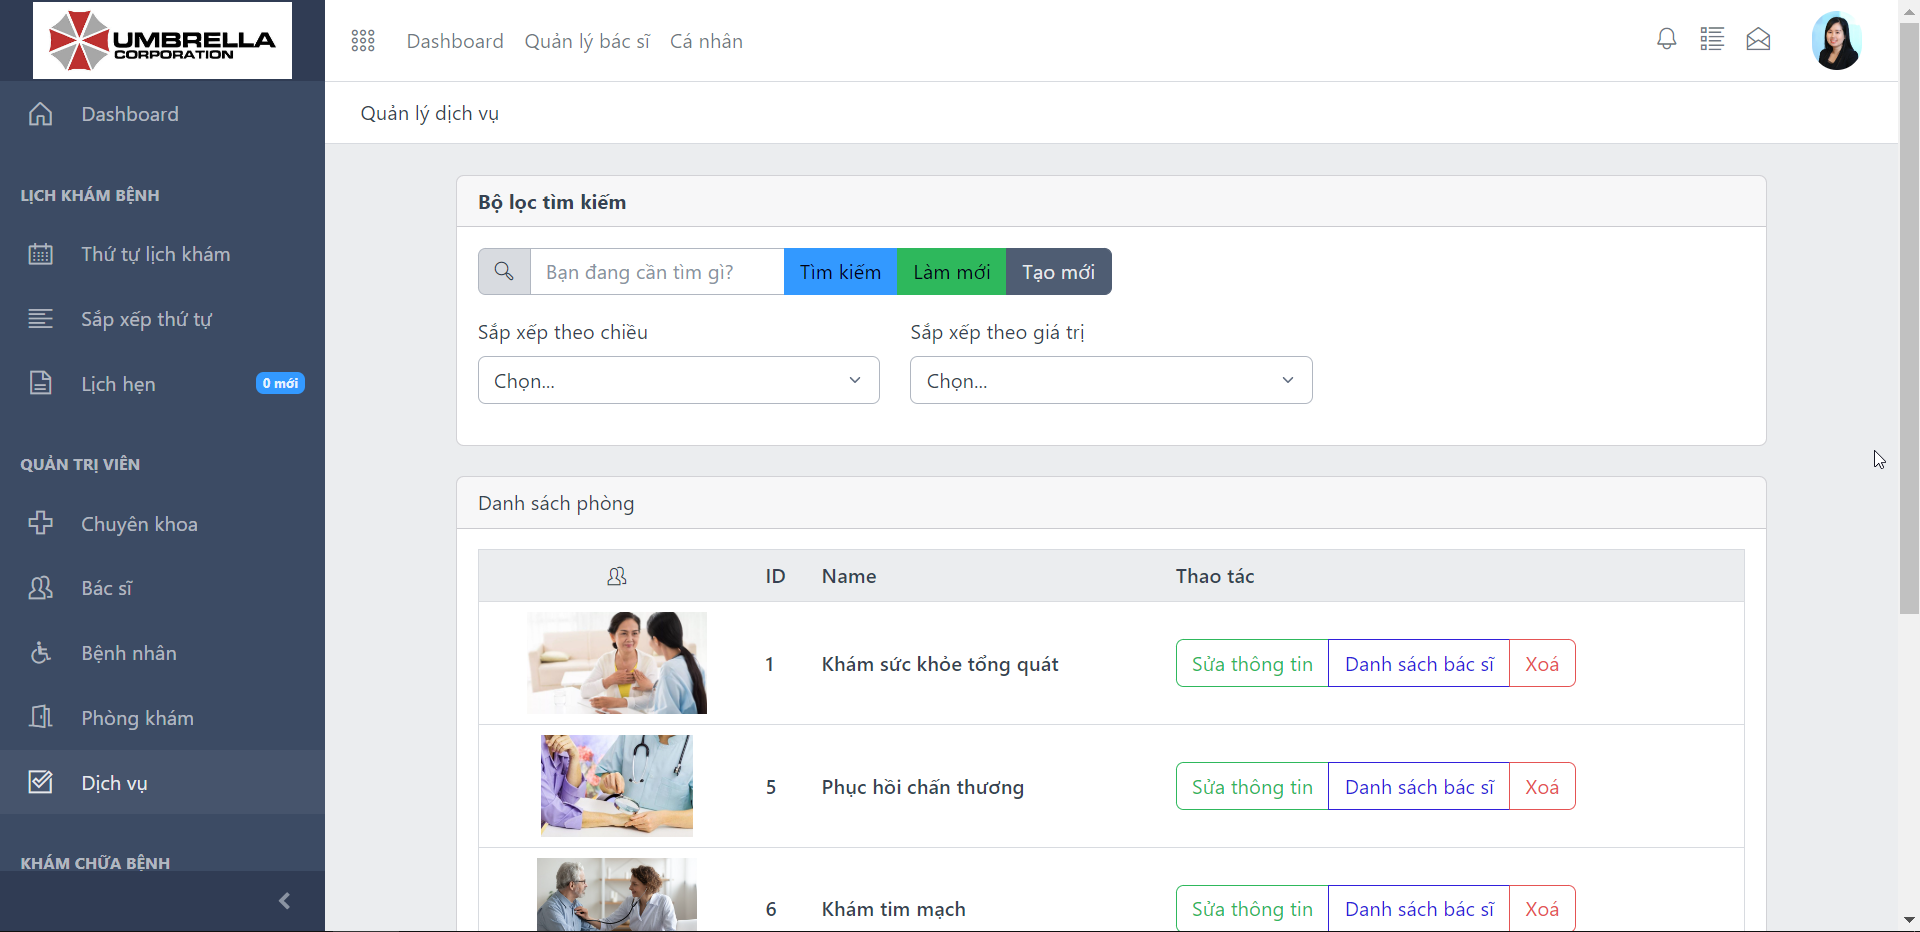 UMBRELLA
CORPORATION
Dashboard Quản lý bác sĩ Cá nhân
Dashboard
LỊCH KHÁM BỆNH
Thứ tự lịch khám
Sắp xếp thứ tự
Lịch hẹn 0 mới
QUẢN TRỊ VIÊN
Chuyên khoa
Bác sĩ
Bệnh nhân
Phòng khám
Dịch vụ
KHÁM CHỮA BỆNH
Quản lý dịch vụ
Bộ lọc tìm kiếm
Bạn đang cần tìm gì? Tìm kiếm Làm mới Tạo mới
Sắp xếp theo chiều Sắp xếp theo giá trị
Chọn... Chọn...
Danh sách phòng
ID Name Thao tác
1 Khám sức khỏe tổng quát Sửa thông tin Danh sách bác sĩ Xoá
5 Phục hồi chấn thương Sửa thông tin Danh sách bác sĩ Xoá
6 Khám tim mạch Sửa thông tin Danh sách bác sĩ Xoá